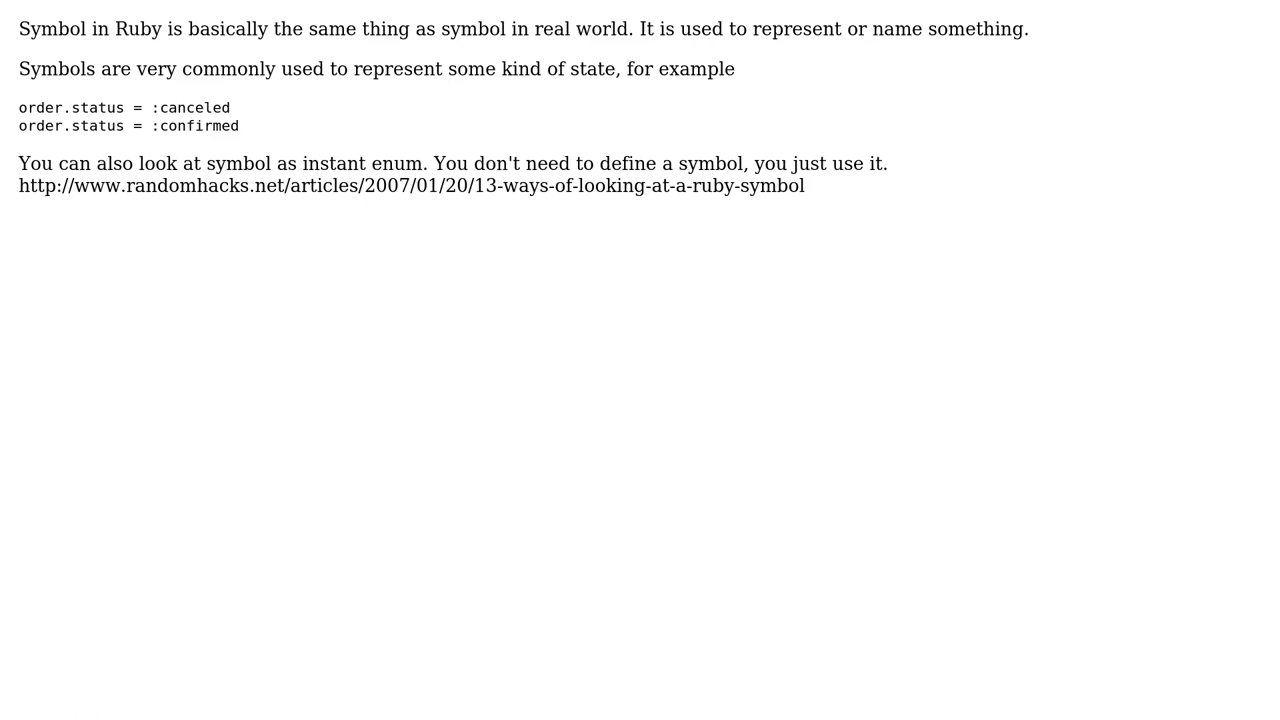 Symbol in Ruby is basically the same thing as symbol in real world. It is used to represent or name something.
Symbols are very commonly used to represent some kind of state, for example
order.status = :canceled
order.status = :confirmed
You can also look at symbol as instant enum. You don't need to define a symbol, you just use it.
http://www.randomhacks.net/articles/2007/01/20/13-ways-of-looking-at-a-ruby-symbol